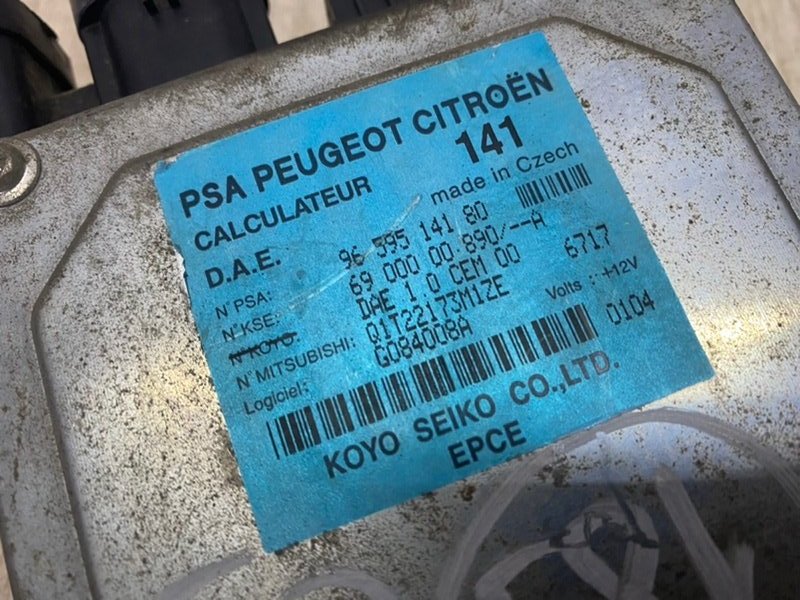 PSA PEUGEOT CITROËN
CALCULATEUR 141
D.A.E. made in Czech
N°PSA: 96 595 141 80
N°KSE: 69 000 00 890/--A
N°KOYO: DAE 1 0 CEM 00 6717
N°MITSUBISHI: Q1T22173M1ZE Volts : +12V
Logiciel: G084008A 0104
KOYO SEIKO CO.,LTD.
EPCE